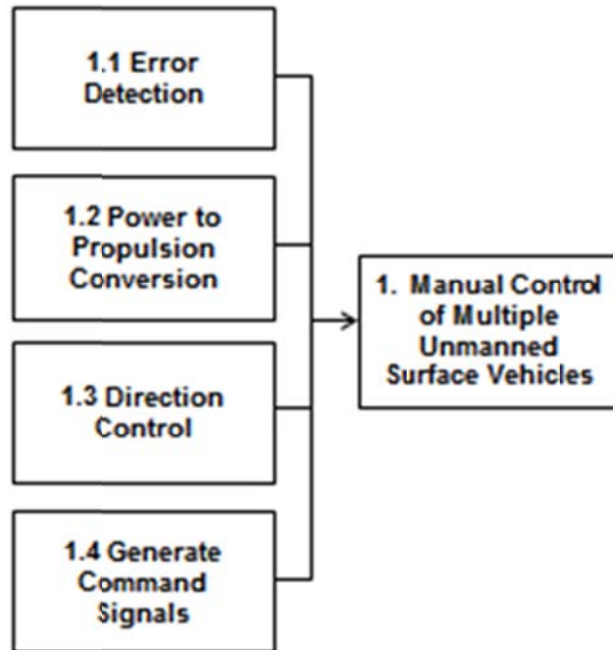 1.1 Error
Detection
1.2 Power to
Propulsion
Conversion
1. Manual Control
of Multiple
Unmanned
Surface Vehicles
1.3 Direction
Control
1.4 Generate
Command
Signals